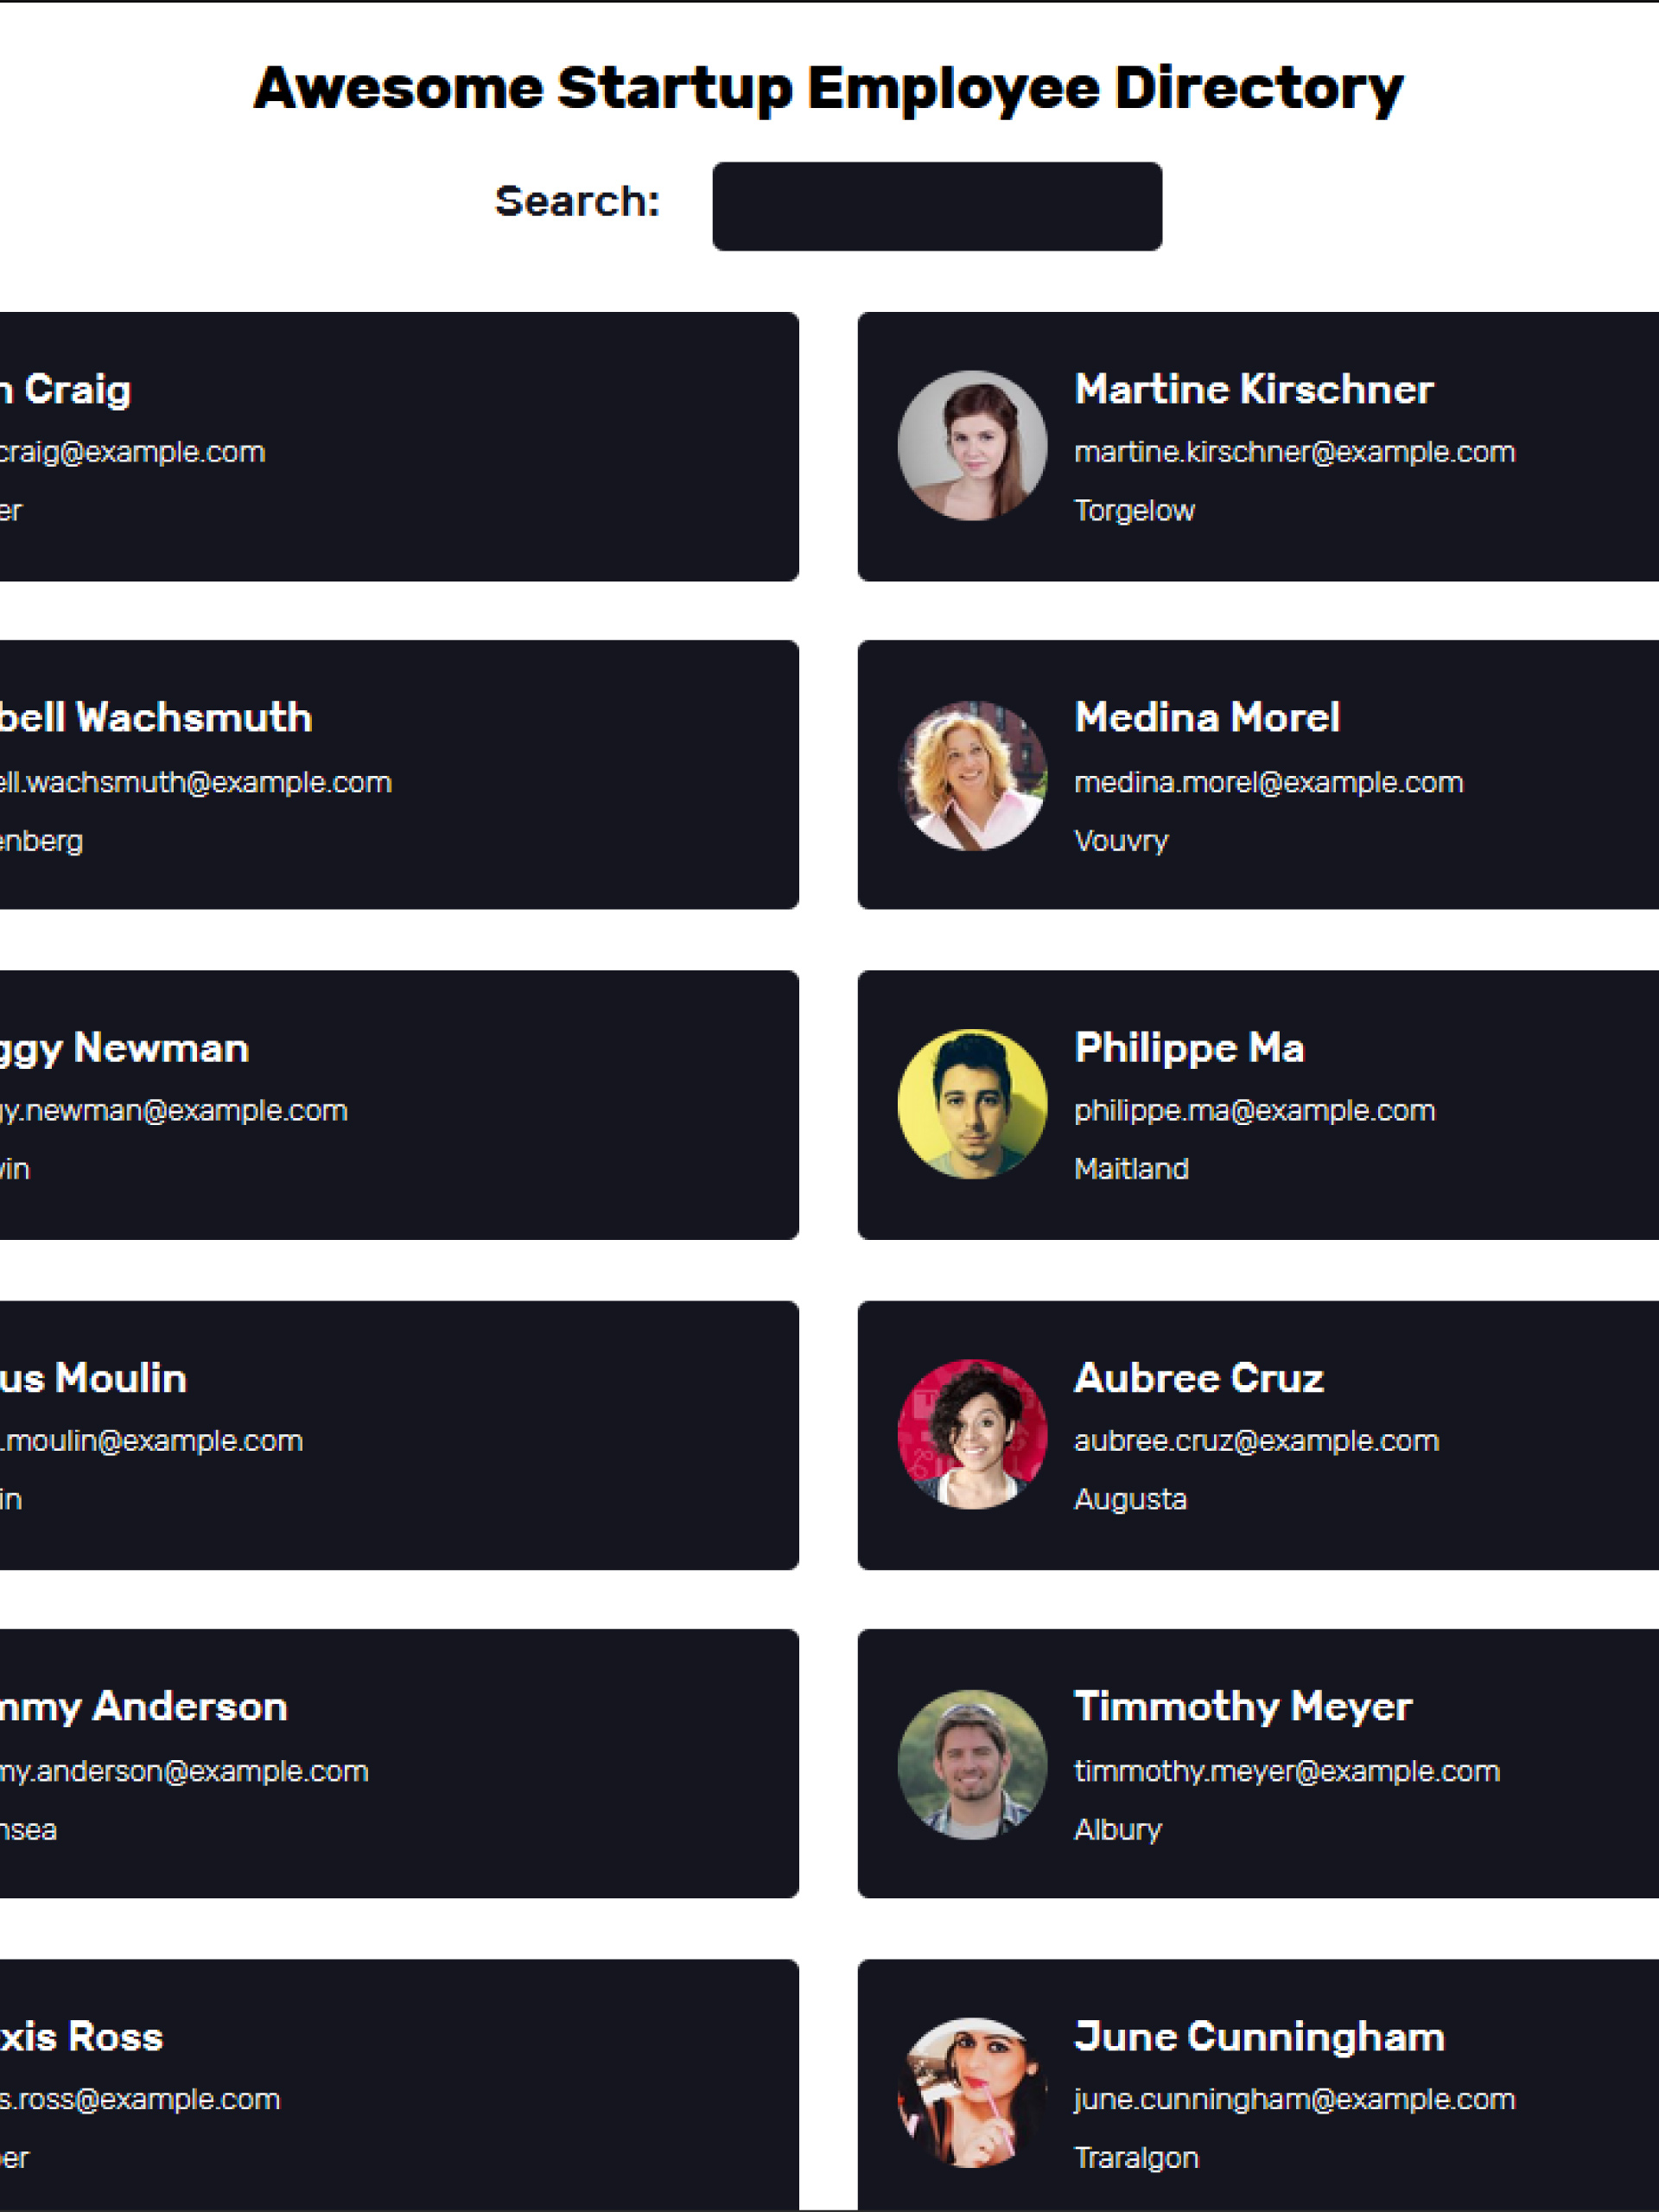 Awesome Startup Employee Directory
Search:
n Craig
craig@example.com
er
Martine Kirschner
martine.kirschner@example.com
Torgelow
bell Wachsmuth
ell.wachsmuth@example.com
enberg
Medina Morel
medina.morel@example.com
Vouvry
ggy Newman
gy.newman@example.com
vin
Philippe Ma
philippe.ma@example.com
Maitland
us Moulin
.moulin@example.com
in
Aubree Cruz
aubree.cruz@example.com
Augusta
mmy Anderson
my.anderson@example.com
nsea
Timmothy Meyer
timmothy.meyer@example.com
Albury
xis Ross
s.ross@example.com
er
June Cunningham
june.cunningham@example.com
Traralgon